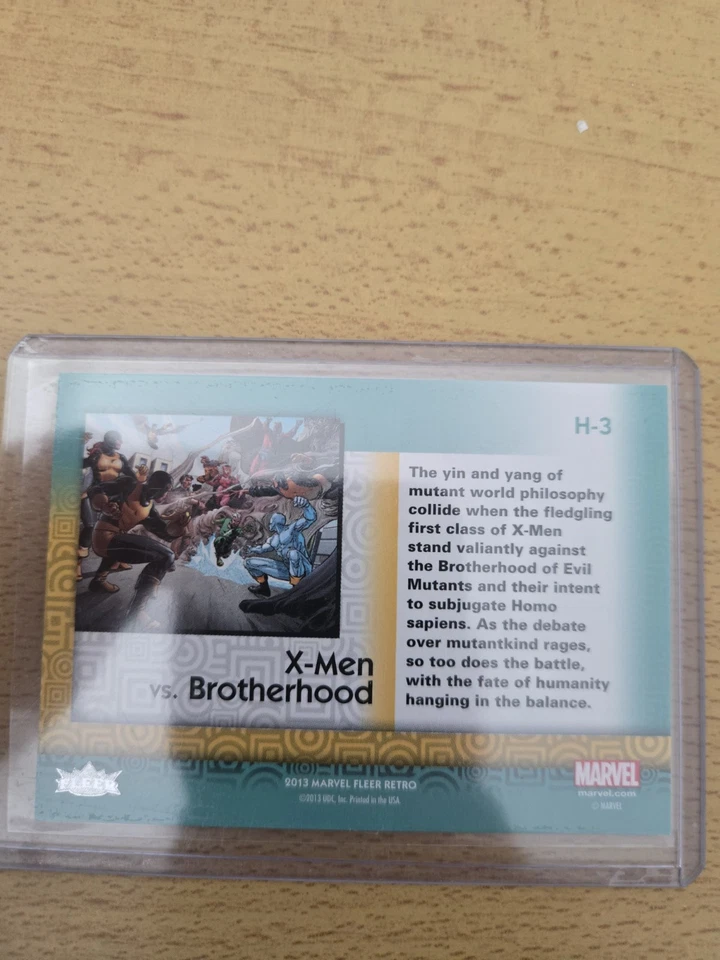 H-3
The yin and yang of
mutant world philosophy
collide when the fledgling
first class of X-Men
stand valiantly against
the Brotherhood of Evil
Mutants and their intent
to subjugate Homo
sapiens. As the debate
over mutantkind rages,
so too does the battle,
with the fate of humanity
hanging in the balance.
X-Men
vs. Brotherhood
FLEER
2013 MARVEL FLEER RETRO
©2013 UDC, Inc. Printed in the USA
MARVEL
marvel.com
© MARVEL